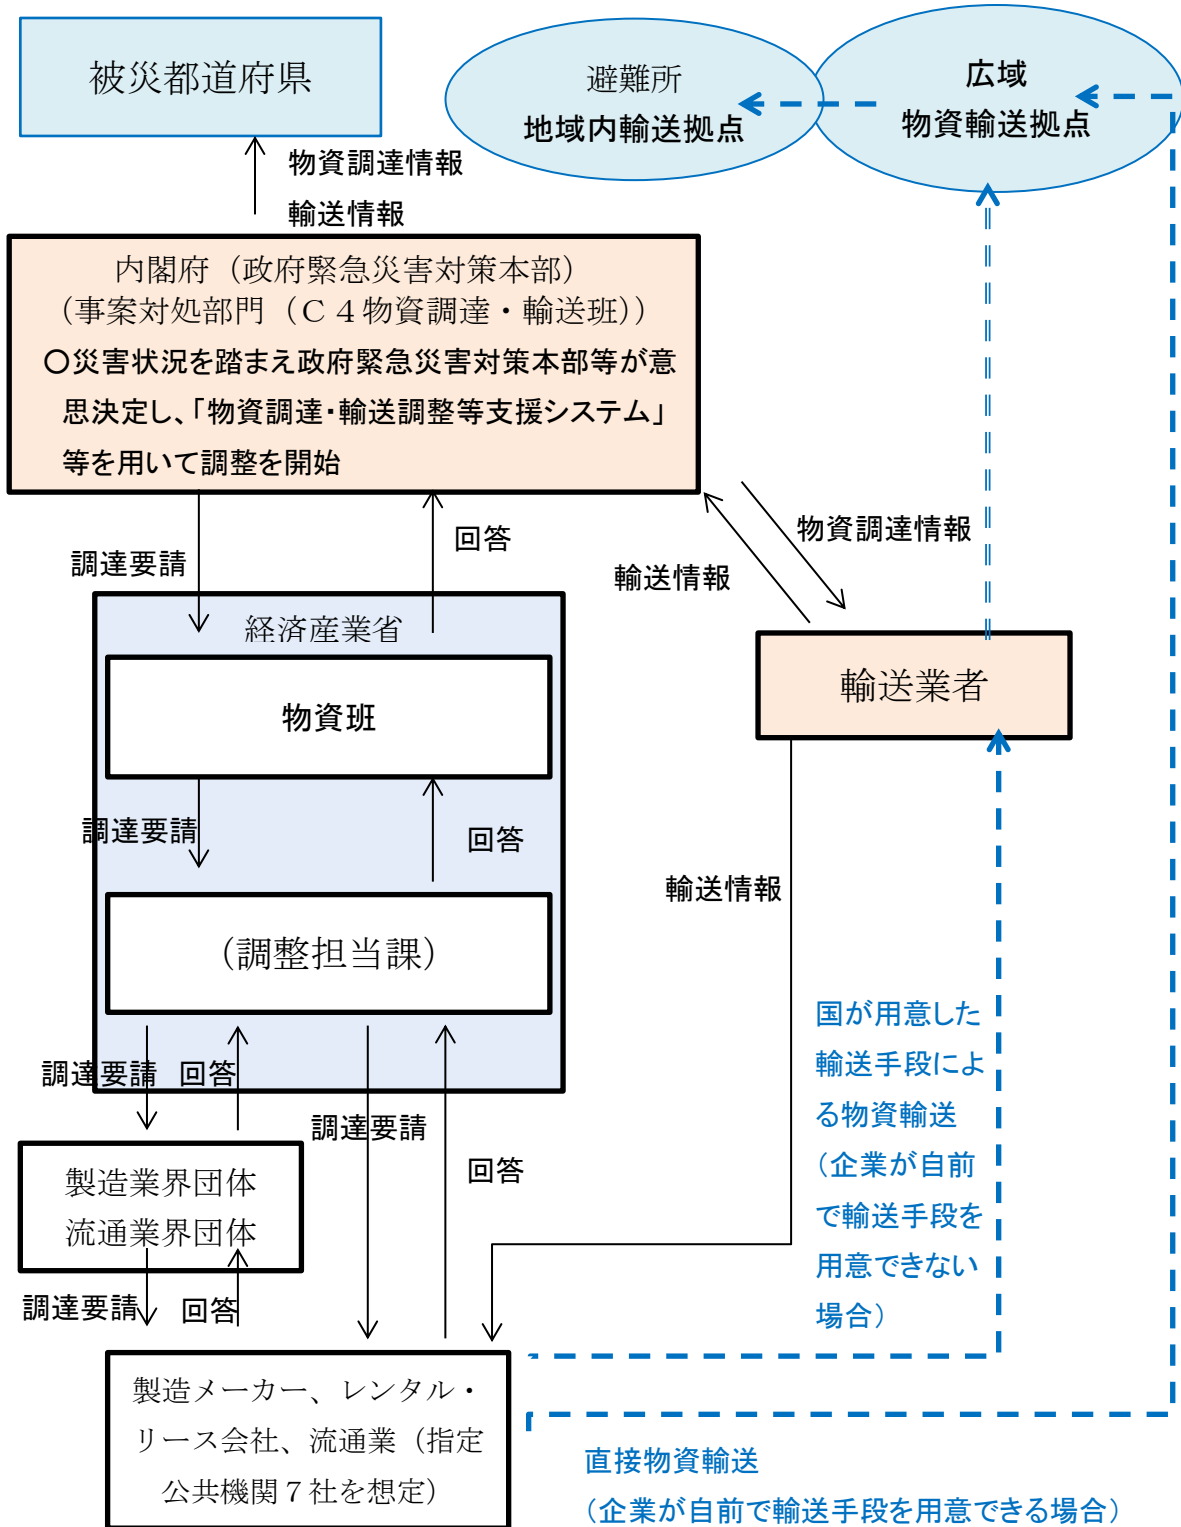 被災都道府県
避難所
地域内輸送拠点
広域
物資輸送拠点
物資調達情報
輸送情報
内閣府（政府緊急災害対策本部）
（事案対処部門（Ｃ４物資調達・輸送班））
○災害状況を踏まえ政府緊急災害対策本部等が意
思決定し、「物資調達・輸送調整等支援システム」
等を用いて調整を開始
調達要請
回答
物資調達情報
輸送情報
経済産業省
物資班
輸送業者
調達要請
回答
輸送情報
（調整担当課）
国が用意した
輸送手段によ
る物資輸送
（企業が自前
で輸送手段を
用意できない
場合）
調達要請
回答
調達要請
回答
製造業界団体
流通業界団体
調達要請
回答
製造メーカー、レンタル・
リース会社、流通業（指定
公共機関７社を想定）
直接物資輸送
（企業が自前で輸送手段を用意できる場合）